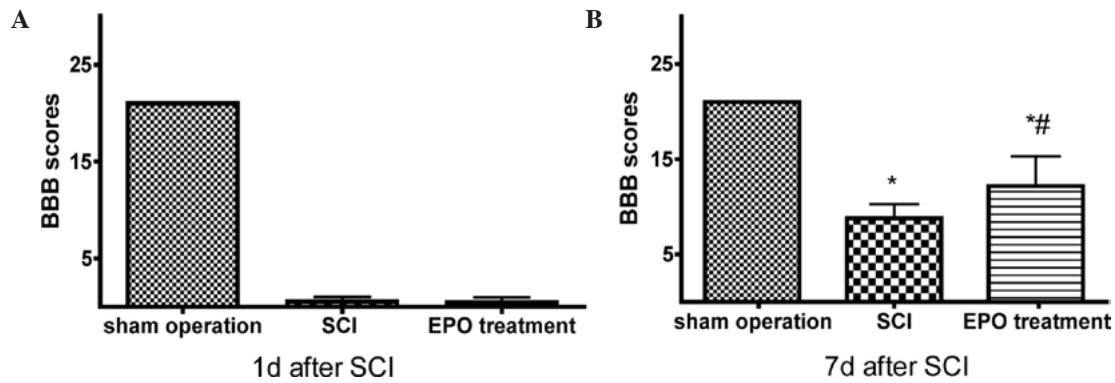 A
BBB scores
25
15
5
sham operation
SCI
EPO treatment
1d after SCI
B
BBB scores
25
15
5
*
*#
sham operation
SCI
EPO treatment
7d after SCI